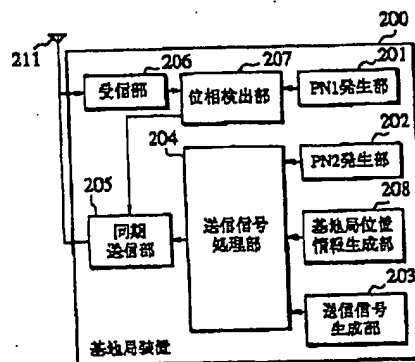 200
211
206
207
201
受信部
位相検出部
PN1発生部
204
202
PN2発生部
205
208
同期
送信部
送信信号
処理部
基地局位置
情報生成部
203
送信信号
生成部
基地局装置